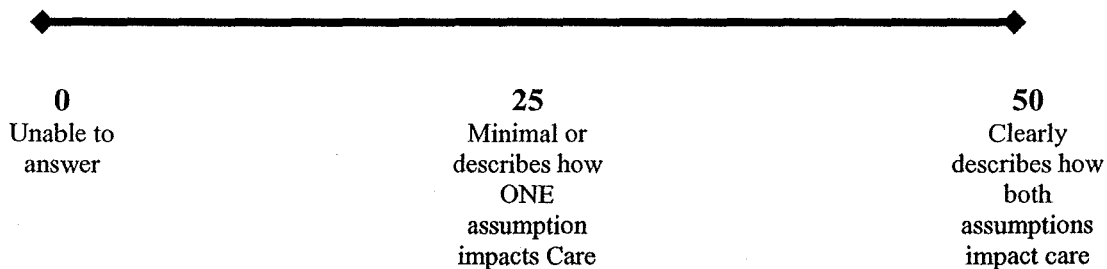 0
Unable to
answer
25
Minimal or
describes how
ONE
assumption
impacts Care
50
Clearly
describes how
both
assumptions
impact care